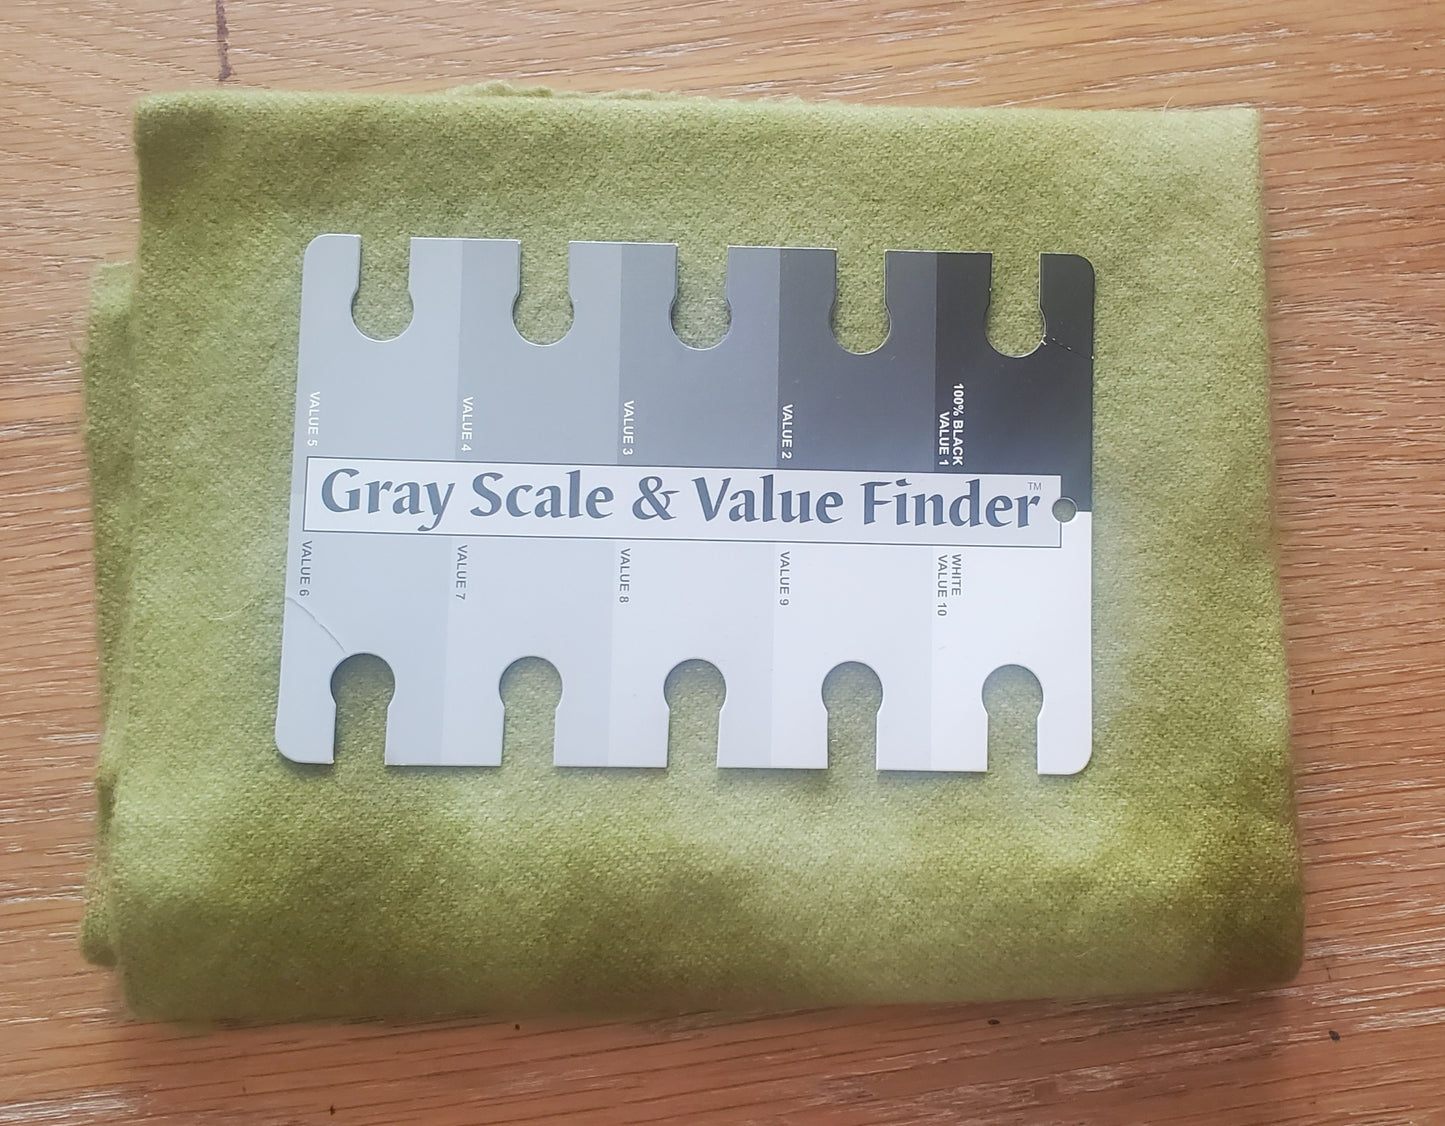 VALUE 5
VALUE 4
VALUE 3
VALUE 2
100% BLACK
VALUE 1
Gray Scale & Value Finder™
VALUE 6
VALUE 7
VALUE 8
VALUE 9
WHITE
VALUE 10